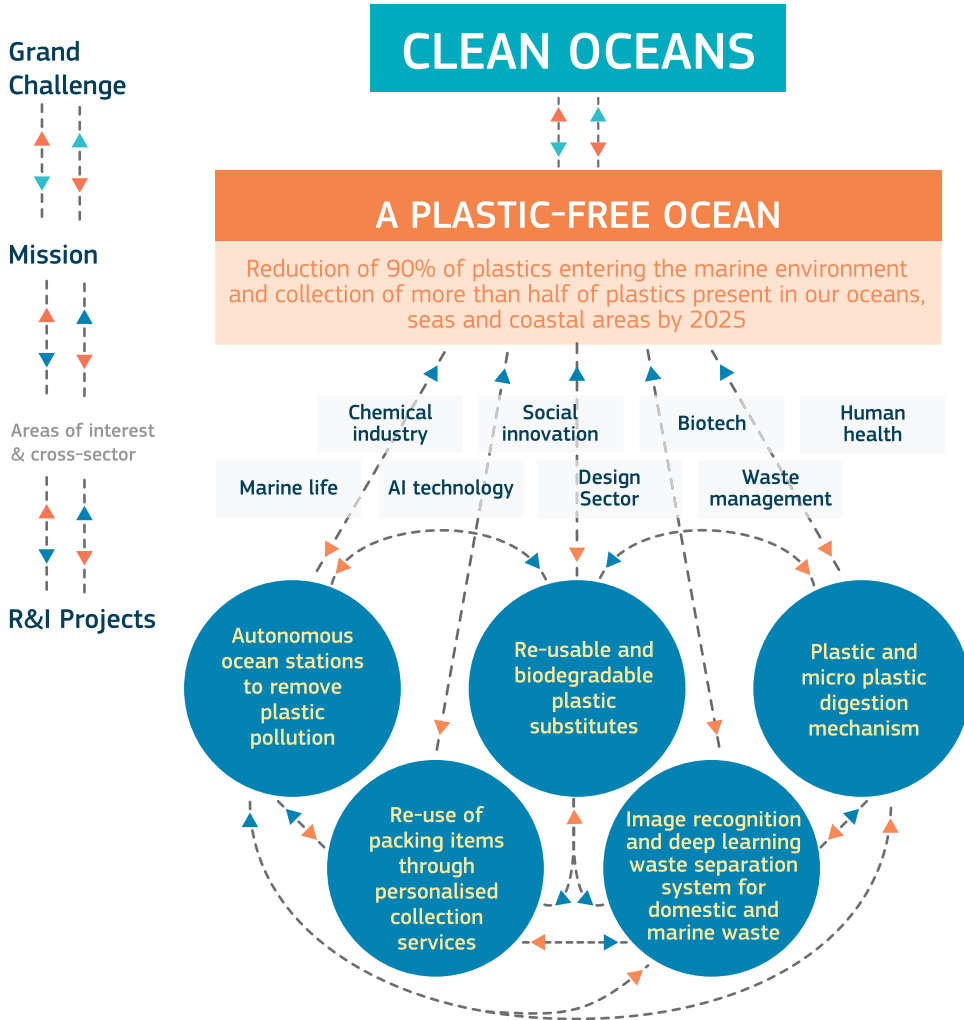 Grand
Challenge
Mission
Areas of interest
& cross-sector
R&I Projects
CLEAN OCEANS
A PLASTIC-FREE OCEAN
Reduction of 90% of plastics entering the marine environment
and collection of more than half of plastics present in our oceans,
seas and coastal areas by 2025
Chemical
industry
Social
innovation
Biotech
Human
health
Marine life
AI technology
Design
Sector
Waste
management
Autonomous
ocean stations
to remove
plastic
pollution
Re-usable and
biodegradable
plastic
substitutes
Plastic and
micro plastic
digestion
mechanism
Re-use of
packing items
through
personalised
collection
services
Image recognition
and deep learning
waste separation
system for
domestic and
marine waste